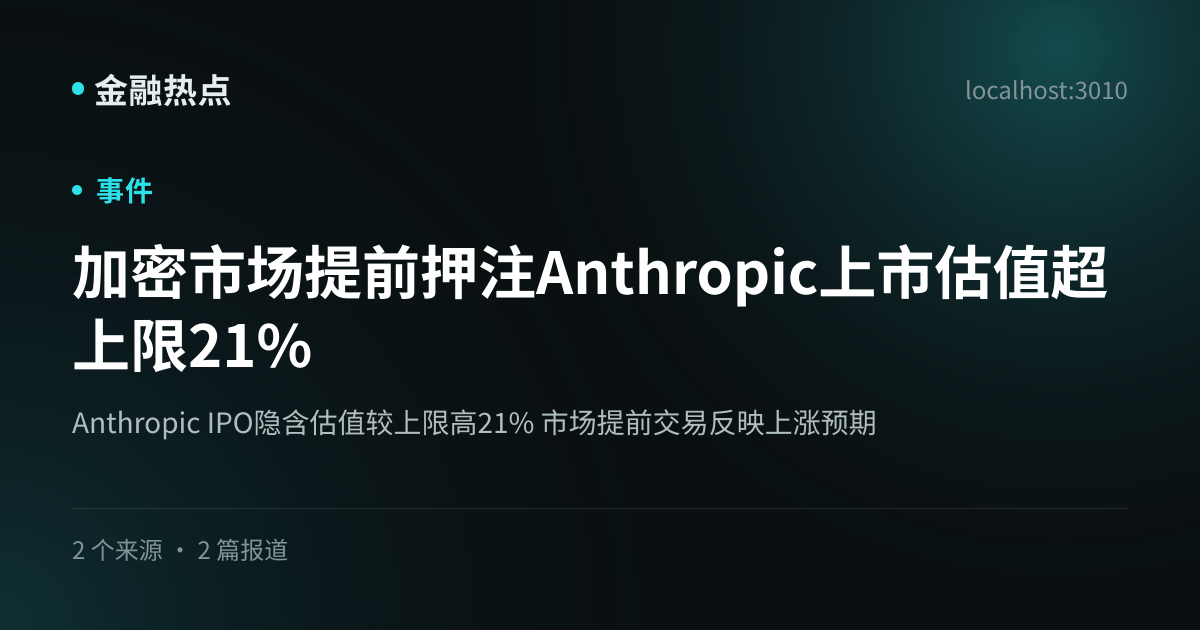 金融热点
localhost:3010
事件
加密市场提前押注Anthropic上市估值超
上限21%
Anthropic IPO隐含估值较上限高21% 市场提前交易反映上涨预期
2 个来源 · 2 篇报道